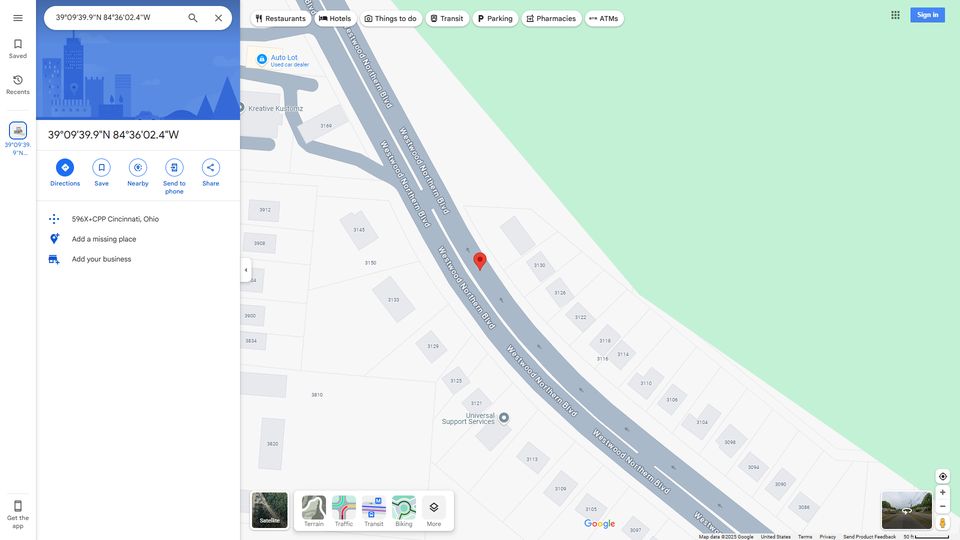 39°09'39.9"N 84°36'02.4"W
Restaurants
Hotels
Things to do
Transit
Parking
Pharmacies
ATMs
Sign in
Saved
Recents
39°09'39.
9"N...
39°09'39.9"N 84°36'02.4"W
Directions
Save
Nearby
Send to
phone
Share
596X+CPP Cincinnati, Ohio
Add a missing place
Add your business
Get the
app
Auto Lot
Used car dealer
Kreative Kustomz
3169
Westwood Northern Blvd
Westwood Northern Blvd
Westwood Northern Blvd
3912
3145
3908
3150
Westwood Northern Blvd
3130
3126
3133
3900
3122
3834
3129
3118
3116
3114
Westwood Northern Blvd
3125
3110
3810
3121
3106
Universal
Support Services
3104
3820
Westwood Northern Blvd
3098
3113
3094
3109
3090
3105
3086
3097
Westwood
Satellite
Terrain
Traffic
Transit
Biking
More
Google
Map data ©2025 Google
United States
Terms
Privacy
Send Product Feedback
50 ft